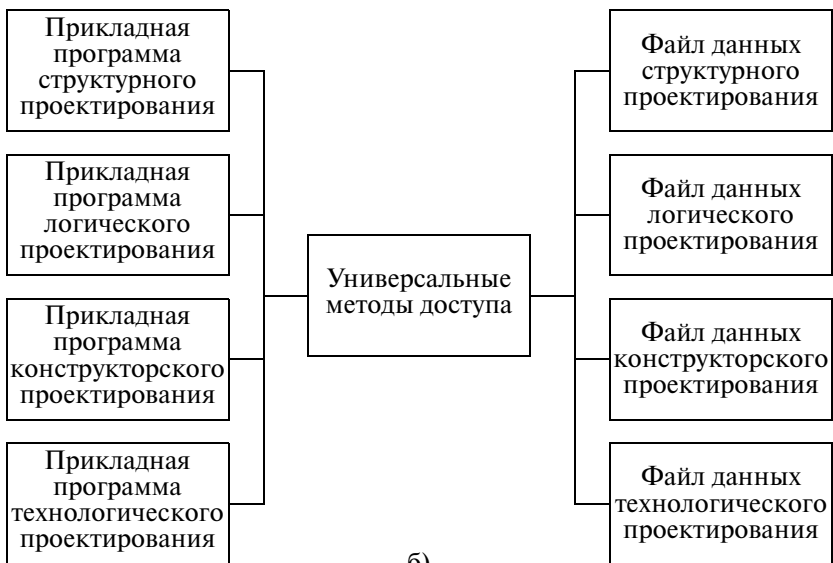 Прикладная
программа
структурного
проектирования
Файл данных
структурного
проектирования
Прикладная
программа
логического
проектирования
Файл данных
логического
проектирования
Универсальные
методы доступа
Прикладная
программа
конструкторского
проектирования
Файл данных
конструкторского
проектирования
Прикладная
программа
технологического
проектирования
Файл данных
технологического
проектирования
б)